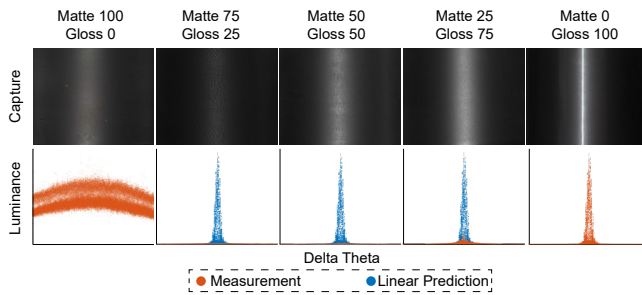 Matte 100 Matte 75 Matte 50 Matte 25 Matte 0
Gloss 0 Gloss 25 Gloss 50 Gloss 75 Gloss 100
Capture
Luminance
Delta Theta
Measurement Linear Prediction